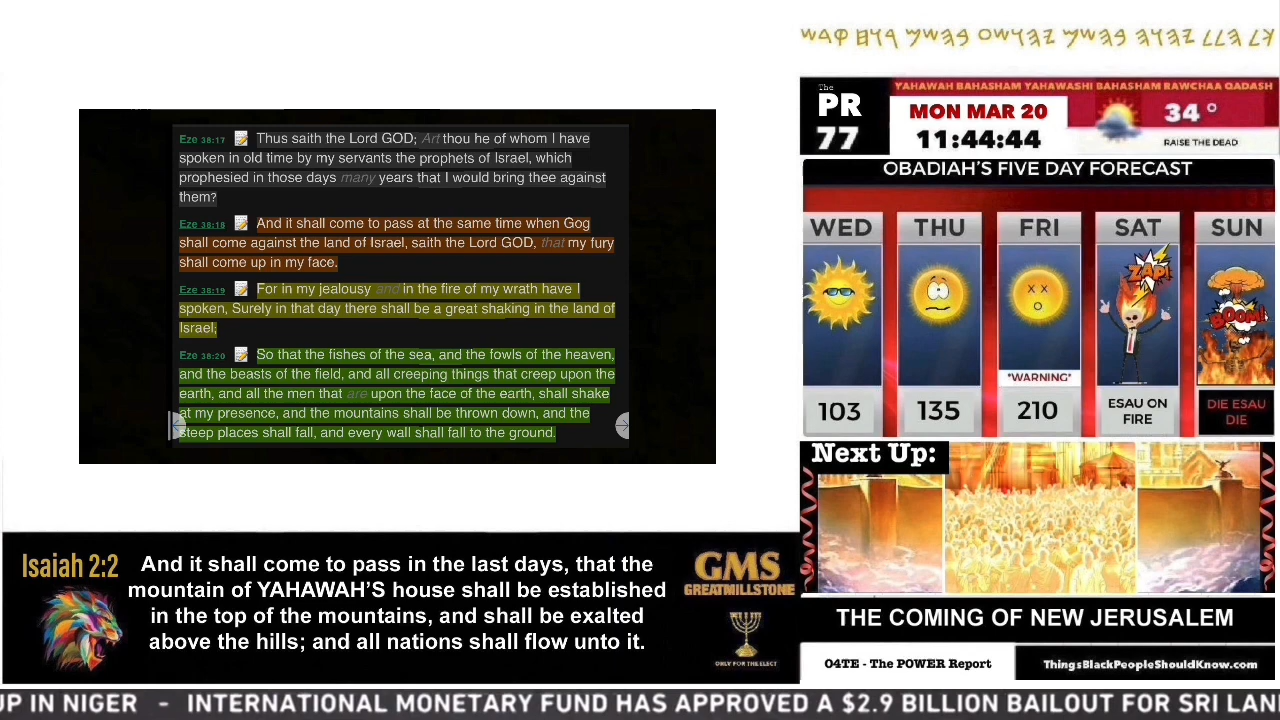 Eze 38:17 Thus saith the Lord GOD; Art thou he of whom I have
spoken in old time by my servants the prophets of Israel, which
prophesied in those days many years that I would bring thee against
them?
Eze 38:18 And it shall come to pass at the same time when Gog
shall come against the land of Israel, saith the Lord GOD, that my fury
shall come up in my face.
Eze 38:19 For in my jealousy and in the fire of my wrath have I
spoken, Surely in that day there shall be a great shaking in the land of
Israel;
Eze 38:20 So that the fishes of the sea, and the fowls of the heaven,
and the beasts of the field, and all creeping things that creep upon the
earth, and all the men that are upon the face of the earth, shall shake
at my presence, and the mountains shall be thrown down, and the
steep places shall fall, and every wall shall fall to the ground.
Isaiah 2:2
And it shall come to pass in the last days, that the
mountain of YAHAWAH'S house shall be established
in the top of the mountains, and shall be exalted
above the hills; and all nations shall flow unto it.
GMS
GREATMILLSTONE
ONLY FOR THE ELECT
The
PR
77
YAHAWAH BAHASHAM YAHAWASHI BAHASHAM RAWCHAA QADASH
MON MAR 20
11:44:44
34°
RAISE THE DEAD
OBADIAH'S FIVE DAY FORECAST
WED THU FRI SAT SUN
ZAP!
BOOM!
*WARNING*
103 135 210
ESAU ON
FIRE
DIE ESAU
DIE
Next Up:
THE COMING OF NEW JERUSALEM
O4TE - The POWER Report
ThingsBlackPeopleShouldKnow.com
UP IN NIGER - INTERNATIONAL MONETARY FUND HAS APPROVED A $2.9 BILLION BAILOUT FOR SRI LAN